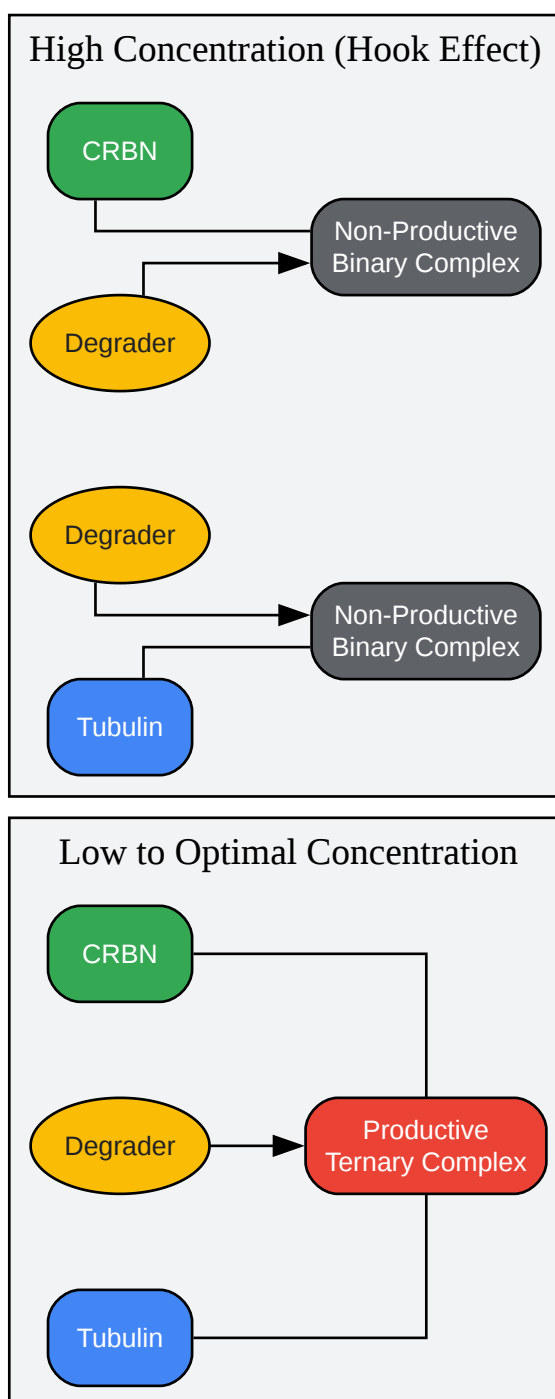 High Concentration (Hook Effect)
CRBN
Non-Productive
Binary Complex
Degrader
Degrader
Non-Productive
Binary Complex
Tubulin
Low to Optimal Concentration
CRBN
Degrader
Productive
Ternary Complex
Tubulin